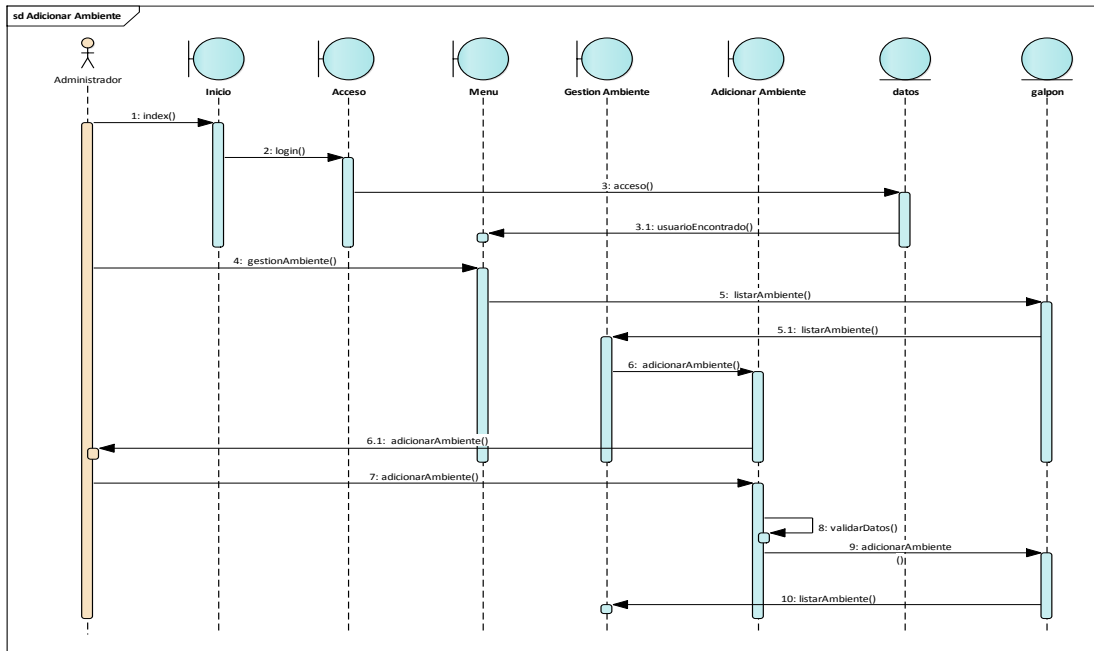 sd Adicionar Ambiente
Administrador
Inicio
Acceso
Menu
Gestion Ambiente
Adicionar Ambiente
datos
galpon
1: index()
2: login()
3: acceso()
3.1: usuarioEncontrado()
4: gestionAmbiente()
5: listarAmbiente()
5.1: listarAmbiente()
6: adicionarAmbiente()
6.1: adicionarAmbiente()
7: adicionarAmbiente()
8: validarDatos()
9: adicionarAmbiente
()
10: listarAmbiente()